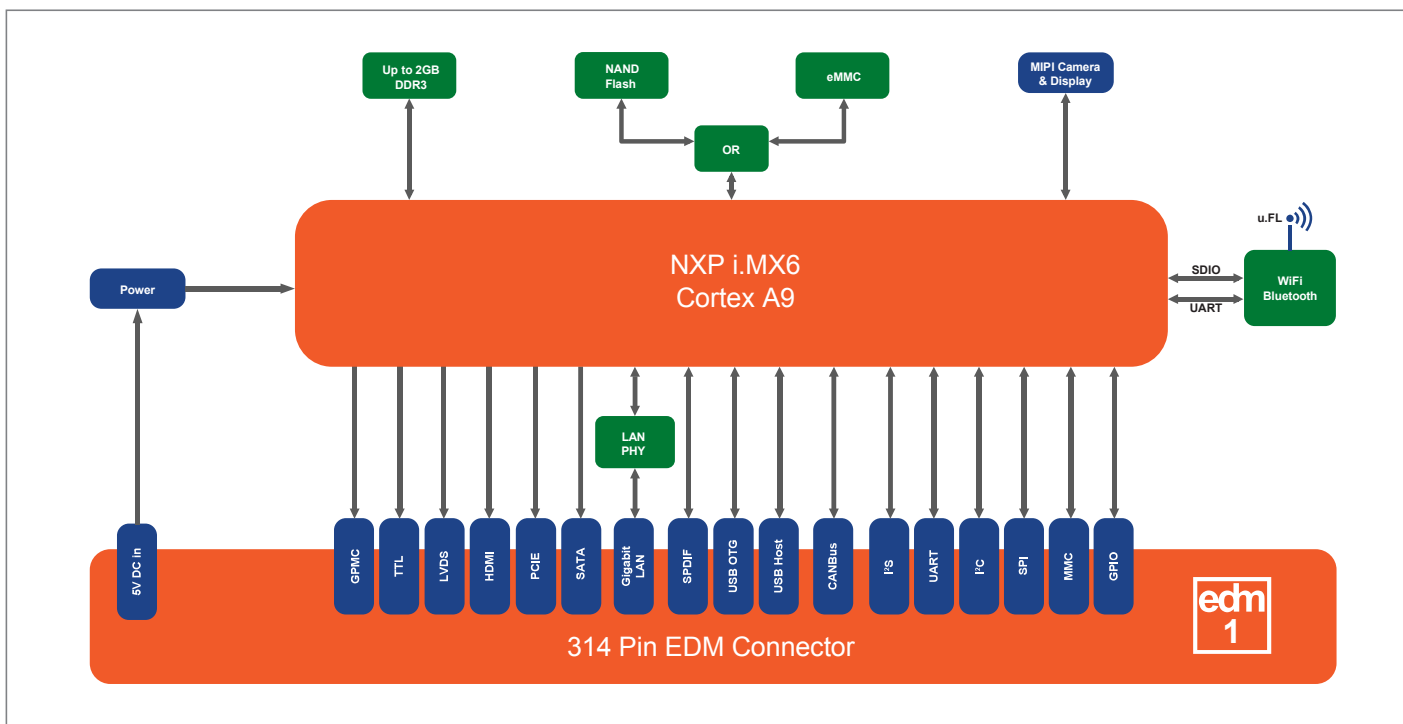 Up to 2GB
DDR3
NAND
Flash
eMMC
MIPI Camera
& Display
OR
u.FL
NXP i.MX6
Cortex A9
SDIO
UART
WiFi
Bluetooth
Power
LAN
PHY
5V DC in
GPMC
TTL
LVDS
HDMI
PCIE
SATA
Gigabit
LAN
SPDIF
USB OTG
USB Host
CANBus
I²S
UART
I²C
SPI
MMC
GPIO
edm
1
314 Pin EDM Connector